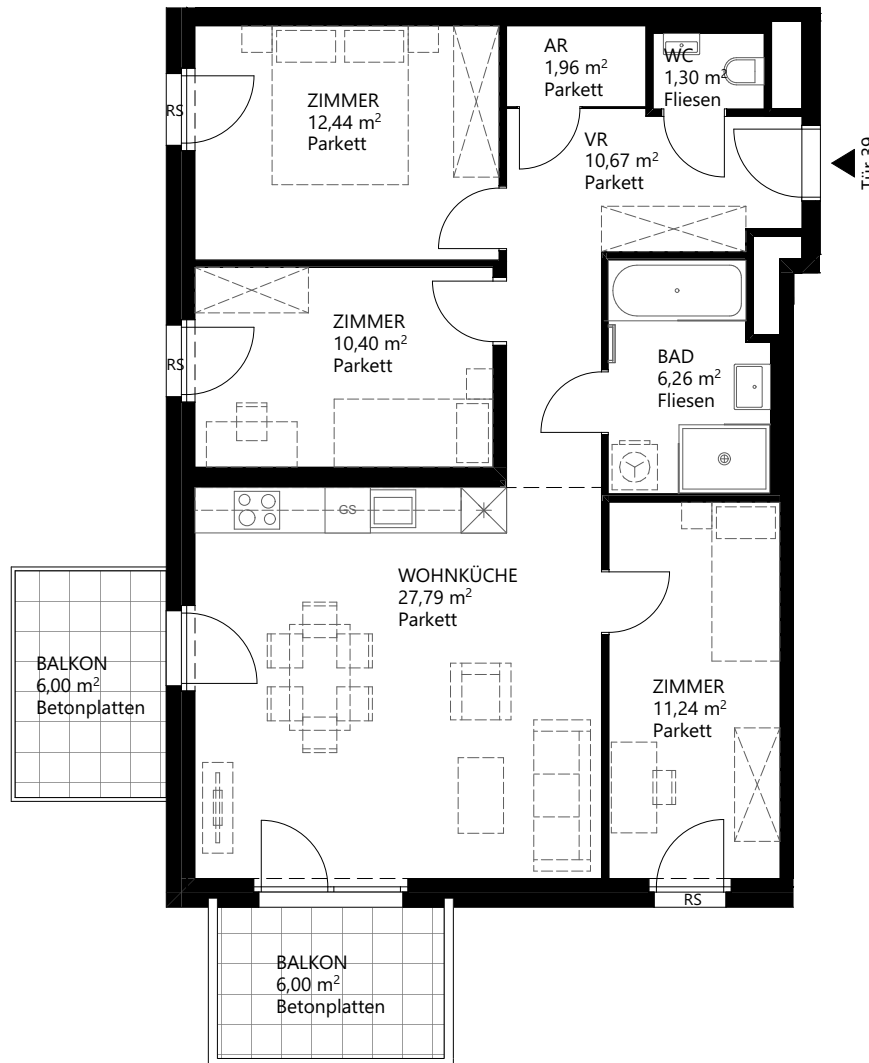 AR
1,96 m²
Parkett
WC
1,30 m²
Fliesen
ZIMMER
12,44 m²
Parkett
RS
VR
10,67 m²
Parkett
Tür 39
ZIMMER
10,40 m²
Parkett
RS
BAD
6,26 m²
Fliesen
GS
WOHNKÜCHE
27,79 m²
Parkett
BALKON
6,00 m²
Betonplatten
ZIMMER
11,24 m²
Parkett
RS
BALKON
6,00 m²
Betonplatten